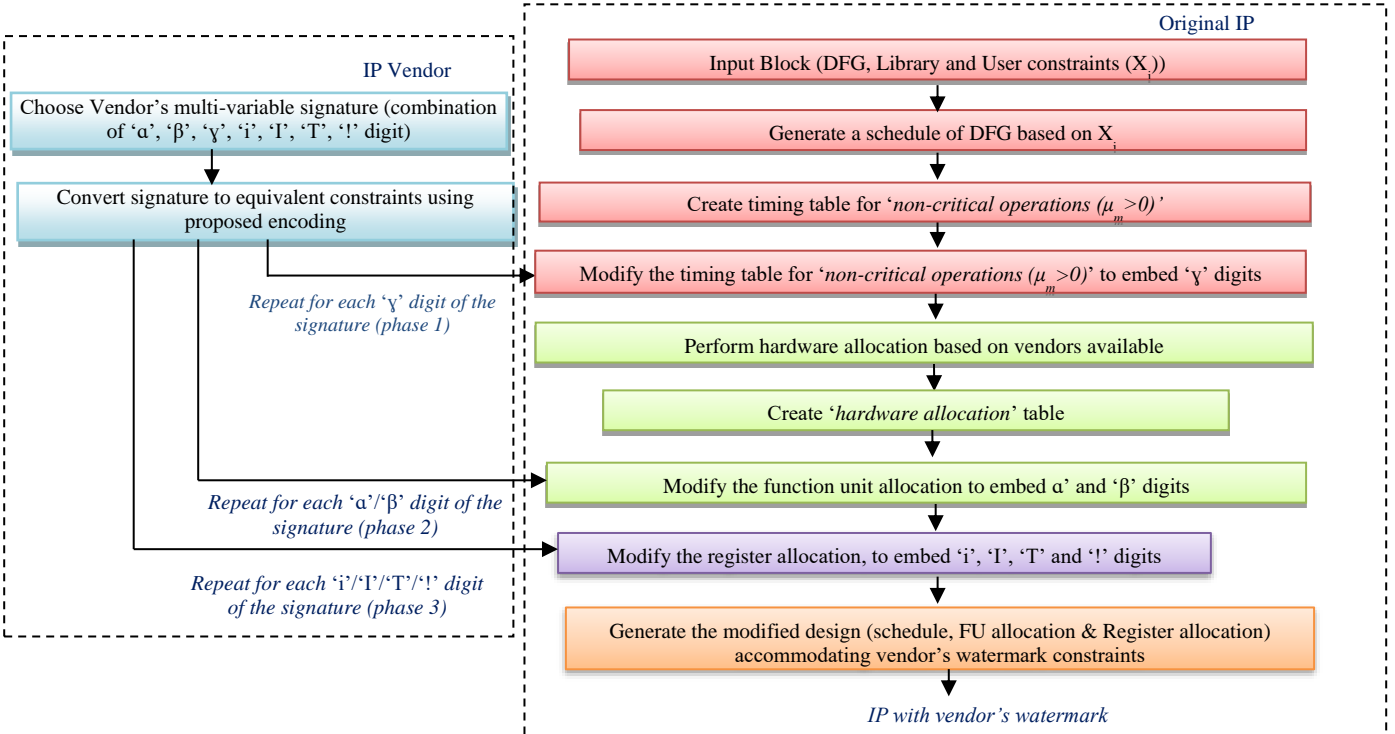 Original IP
Input Block (DFG, Library and User constraints (Xi))
Generate a schedule of DFG based on Xi
Create timing table for ‘non-critical operations (μm>0)’
Modify the timing table for ‘non-critical operations (μm>0)’ to embed ‘ɣ’ digits
Perform hardware allocation based on vendors available
Create ‘hardware allocation’ table
Modify the function unit allocation to embed ɑ’ and ‘β’ digits
Modify the register allocation, to embed ‘i’, ‘I’, ‘T’ and ‘!’ digits
Generate the modified design (schedule, FU allocation & Register allocation)
accommodating vendor’s watermark constraints
IP with vendor’s watermark
IP Vendor
Choose Vendor’s multi-variable signature (combination
of ‘ɑ’, ‘β’, ‘ɣ’, ‘i’, ‘I’, ‘T’, ‘!’ digit)
Convert signature to equivalent constraints using
proposed encoding
Repeat for each ‘ɣ’ digit of the
signature (phase 1)
Repeat for each ‘ɑ’/‘β’ digit of the
signature (phase 2)
Repeat for each ‘i’/‘I’/‘T’/‘!’ digit
of the signature (phase 3)